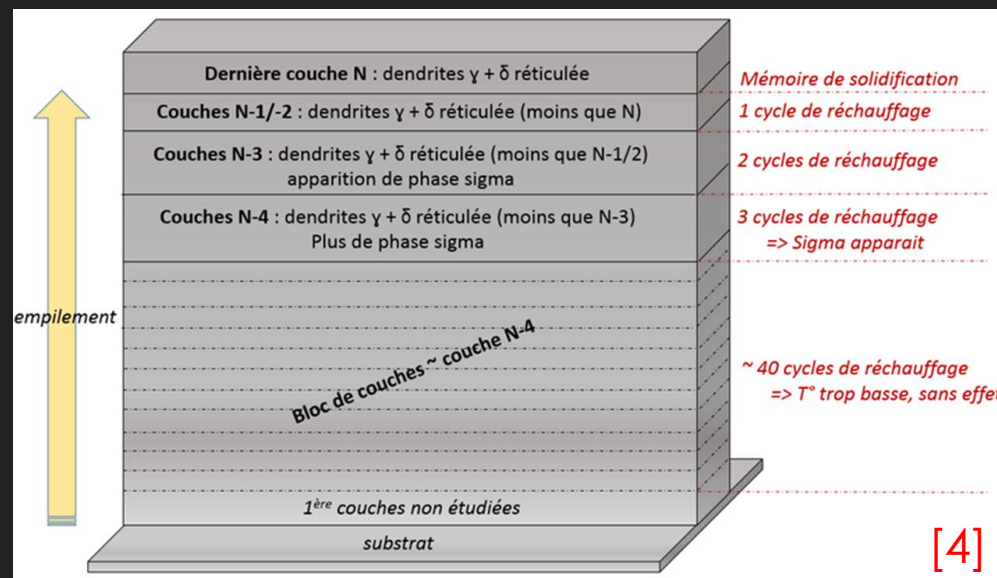 Dernière couche N : dendrites ɣ + δ réticulée
Mémoire de solidification
Couches N-1/-2 : dendrites ɣ + δ réticulée (moins que N)
1 cycle de réchauffage
Couches N-3 : dendrites ɣ + δ réticulée (moins que N-1/2)
apparition de phase sigma
2 cycles de réchauffage
Couches N-4 : dendrites ɣ + δ réticulée (moins que N-3)
Plus de phase sigma
3 cycles de réchauffage
=> Sigma apparait
empilement
Bloc de couches ~ couche N-4
~ 40 cycles de réchauffage
=> T° trop basse, sans effet
1ère couches non étudiées
substrat
[4]